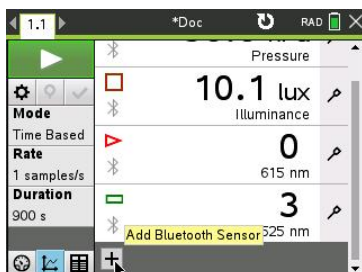 1.1
*Doc
RAD
Pressure
Mode
Time Based
Rate
1 samples/s
Duration
900 s
10.1 lux
Illuminance
0
615 nm
3
525 nm
Add Bluetooth Sensor